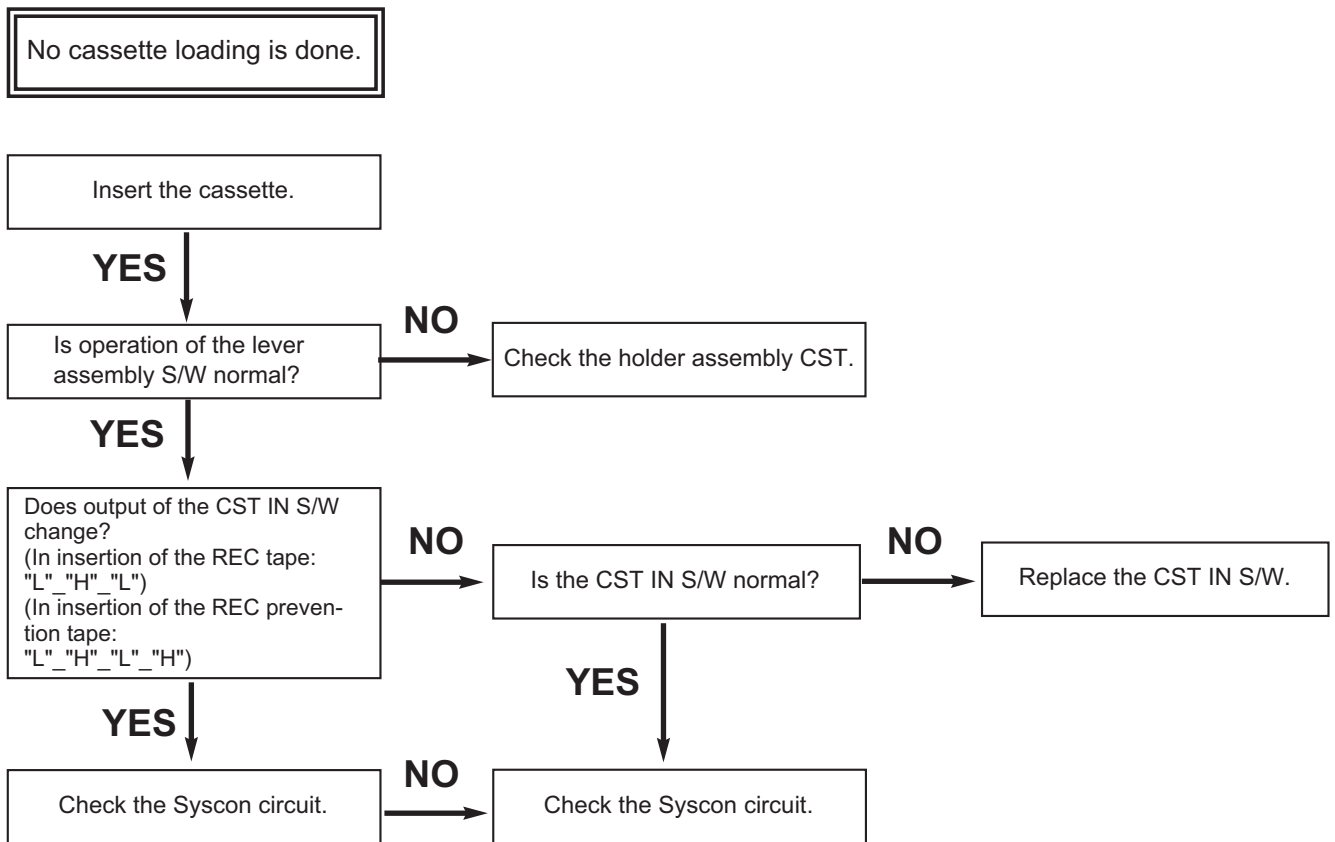 No cassette loading is done.
Insert the cassette.
YES
Is operation of the lever
assembly S/W normal?
NO
Check the holder assembly CST.
YES
Does output of the CST IN S/W
change?
(In insertion of the REC tape:
"L"_"H"_"L")
(In insertion of the REC preven-
tion tape:
"L"_"H"_"L"_"H")
NO
Is the CST IN S/W normal?
NO
Replace the CST IN S/W.
YES
YES
Check the Syscon circuit.
NO
Check the Syscon circuit.